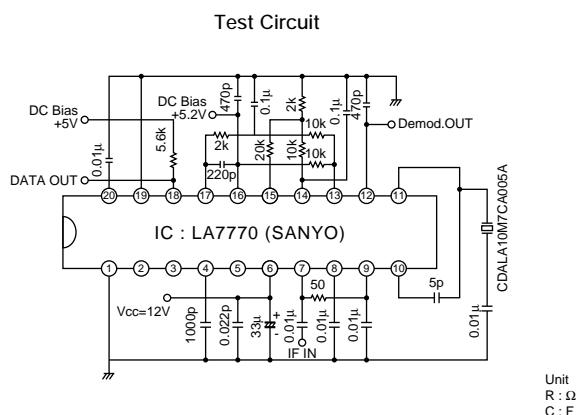 Test Circuit
DC Bias
+5V
DC Bias
+5.2V
470p
0.1µ
2k
0.1µ
470p
Demod.OUT
0.01µ
5.6k
2k
20k
10k
10k
10k
220p
DATA OUT
20 19 18 17 16 15 14 13 12 11
IC : LA7770 (SANYO)
CDALA10M7CA005A
1 2 3 4 5 6 7 8 9 10
Vcc=12V
1000p
0.022p
33µ
+
-
0.01µ
50
0.01µ
0.01µ
5p
0.01µ
IF IN
Unit
R : Ω
C : F